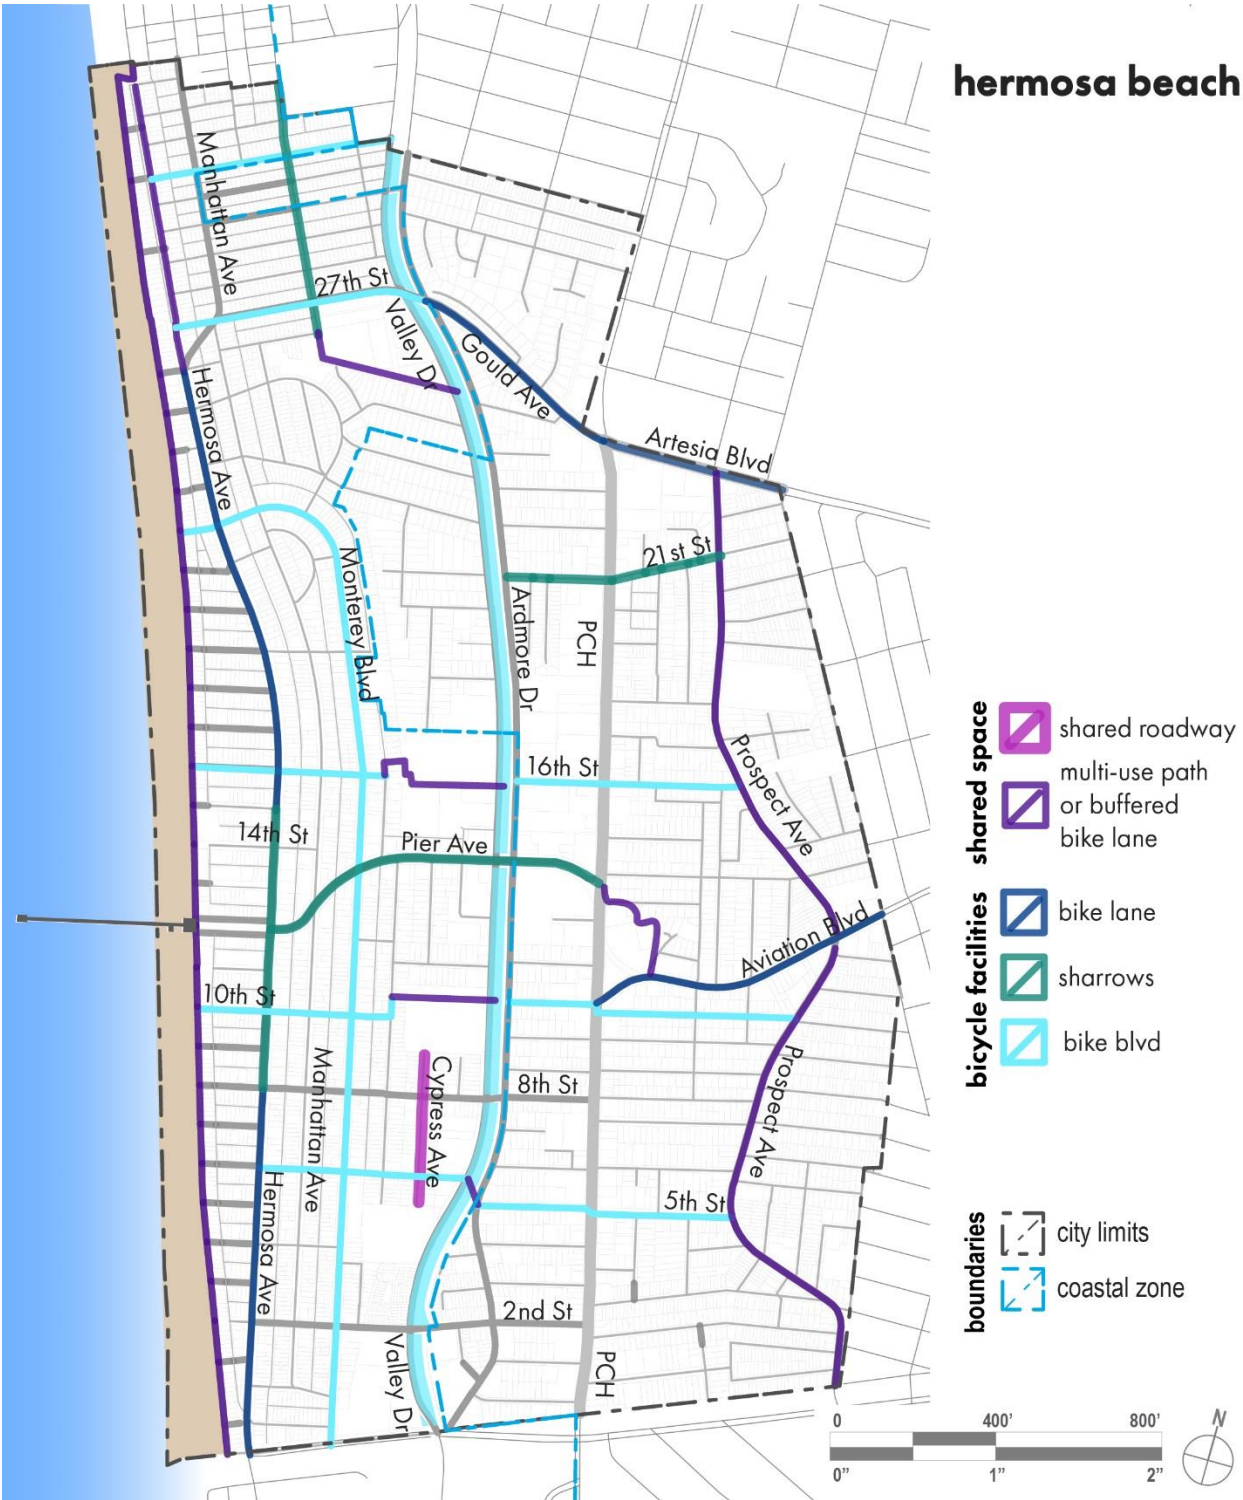 hermosa beach
Manhattan Ave
27th St
Valley Dr
Gould Ave
Hermosa Ave
Artesia Blvd
21st St
Monterey Blvd
Ardmore Dr
PCH
Prospect Ave
16th St
14th St
Pier Ave
Aviation Blvd
10th St
Manhattan Ave
Cypress Ave
8th St
Prospect Ave
Hermosa Ave
5th St
2nd St
Valley Dr
PCH
shared space
shared roadway
multi-use path
or buffered
bike lane
bicycle facilities
bike lane
sharrows
bike blvd
boundaries
city limits
coastal zone
0 400' 800'
0" 1" 2"
N